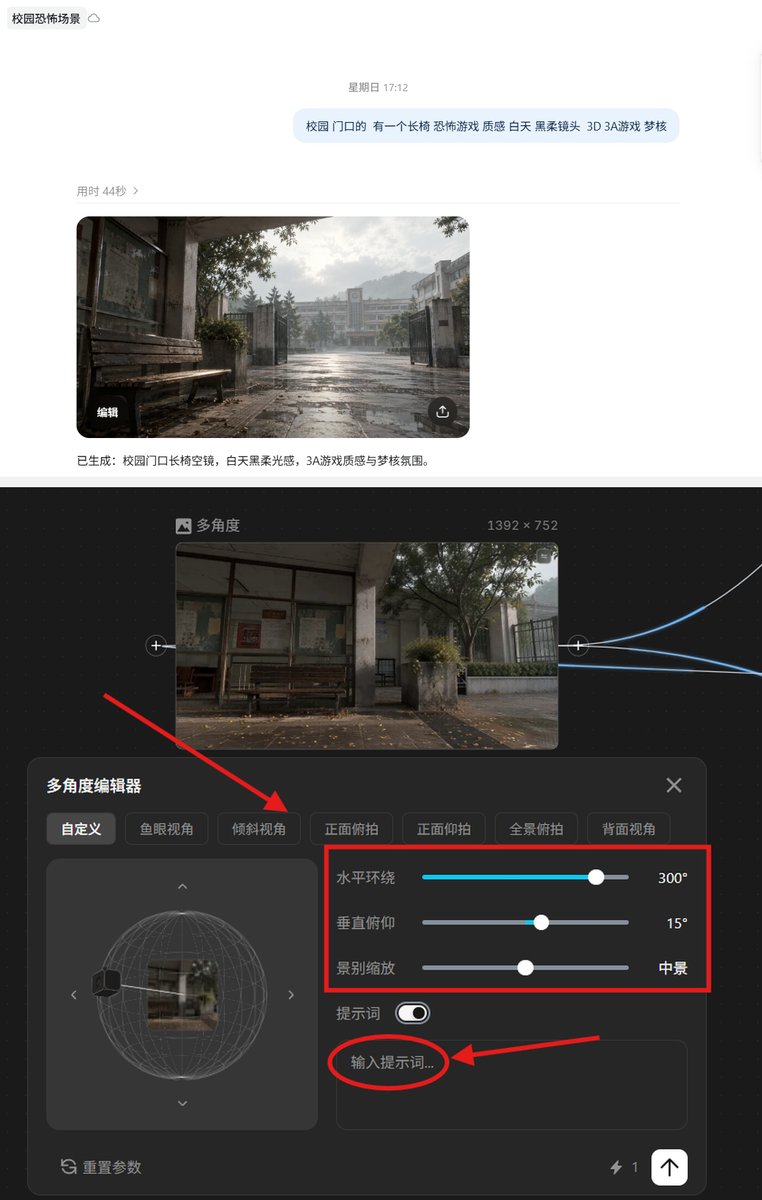 校园恐怖场景
星期日 17:12
校园 门口的 有一个长椅 恐怖游戏 质感 白天 黑柔镜头 3D 3A游戏 梦核
用时 44秒
编辑
已生成：校园门口长椅空镜，白天黑柔光感，3A游戏质感与梦核氛围。
多角度
1392 × 752
多角度编辑器
自定义
鱼眼视角
倾斜视角
正面俯拍
正面仰拍
全景俯拍
背面视角
水平环绕
300°
垂直俯仰
15°
景别缩放
中景
提示词
输入提示词...
重置参数
1